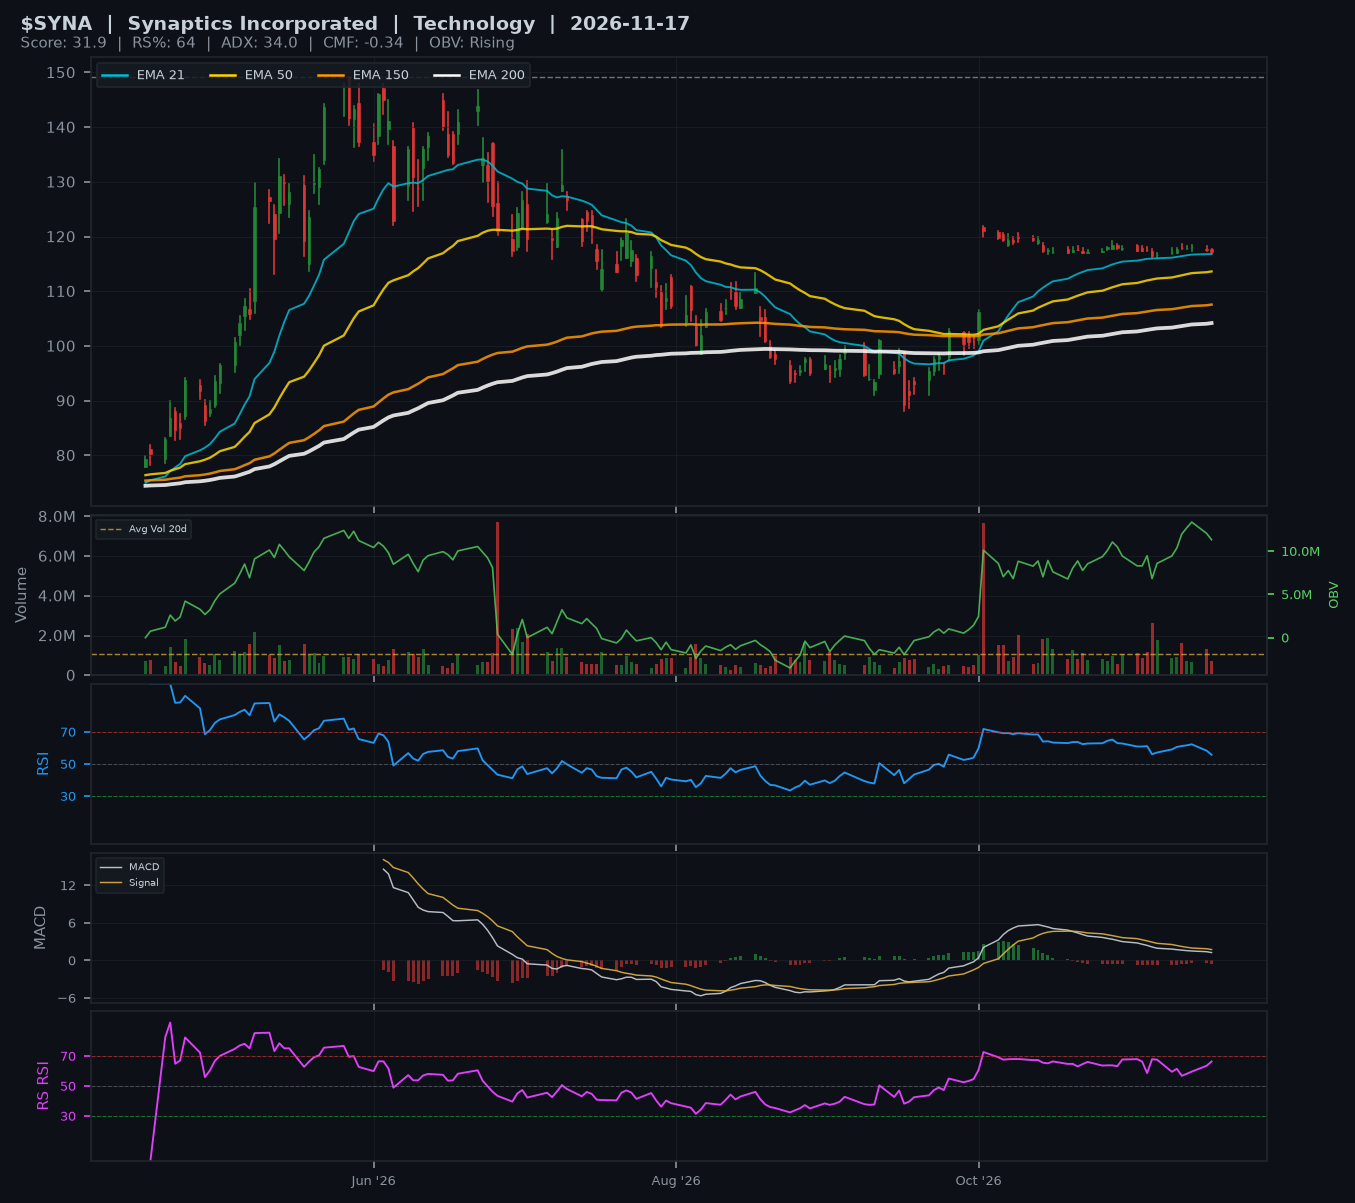 $SYNA | Synaptics Incorporated | Technology | 2026-11-17
Score: 31.9 | RS%: 64 | ADX: 34.0 | CMF: -0.34 | OBV: Rising
EMA 21 EMA 50 EMA 150 EMA 200
150
140
130
120
110
100
90
80
Avg Vol 20d
8.0M
6.0M
4.0M
2.0M
0
Volume
10.0M
5.0M
0
OBV
70
50
30
RSI
MACD
Signal
12
6
0
−6
MACD
70
50
30
RS RSI
Jun '26 Aug '26 Oct '26